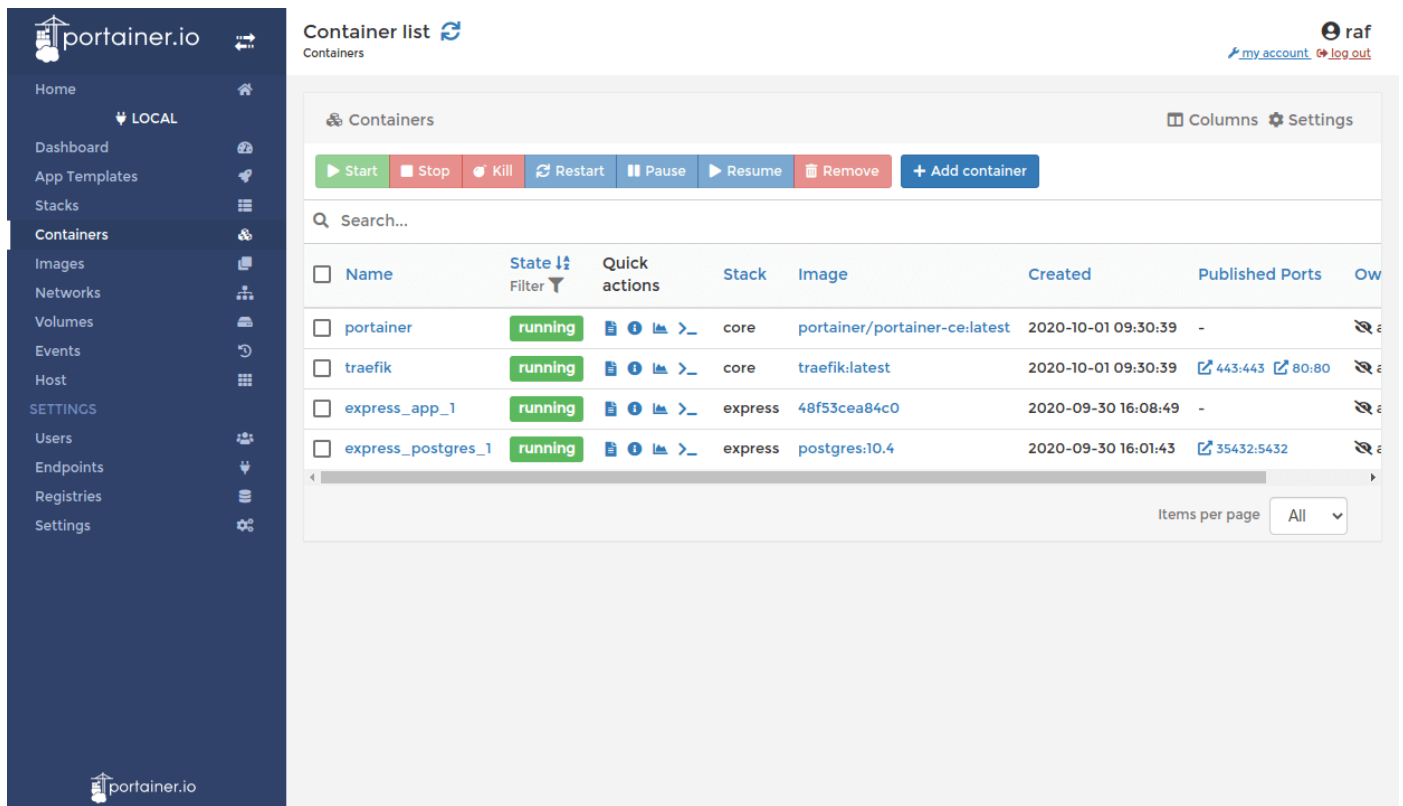 portainer.io
Home
LOCAL
Dashboard
App Templates
Stacks
Containers
Images
Networks
Volumes
Events
Host
SETTINGS
Users
Endpoints
Registries
Settings
portainer.io
Container list
Containers
raf
my account log out
Containers
Columns Settings
Start Stop Kill Restart Pause Resume Remove + Add container
Search...
Name State Filter Quick actions Stack Image Created Published Ports Ow
portainer running core portainer/portainer-ce:latest 2020-10-01 09:30:39 - a
traefik running core traefik:latest 2020-10-01 09:30:39 443:443 80:80 a
express_app_1 running express 48f53cea84c0 2020-09-30 16:08:49 - a
express_postgres_1 running express postgres:10.4 2020-09-30 16:01:43 35432:5432 a
Items per page All